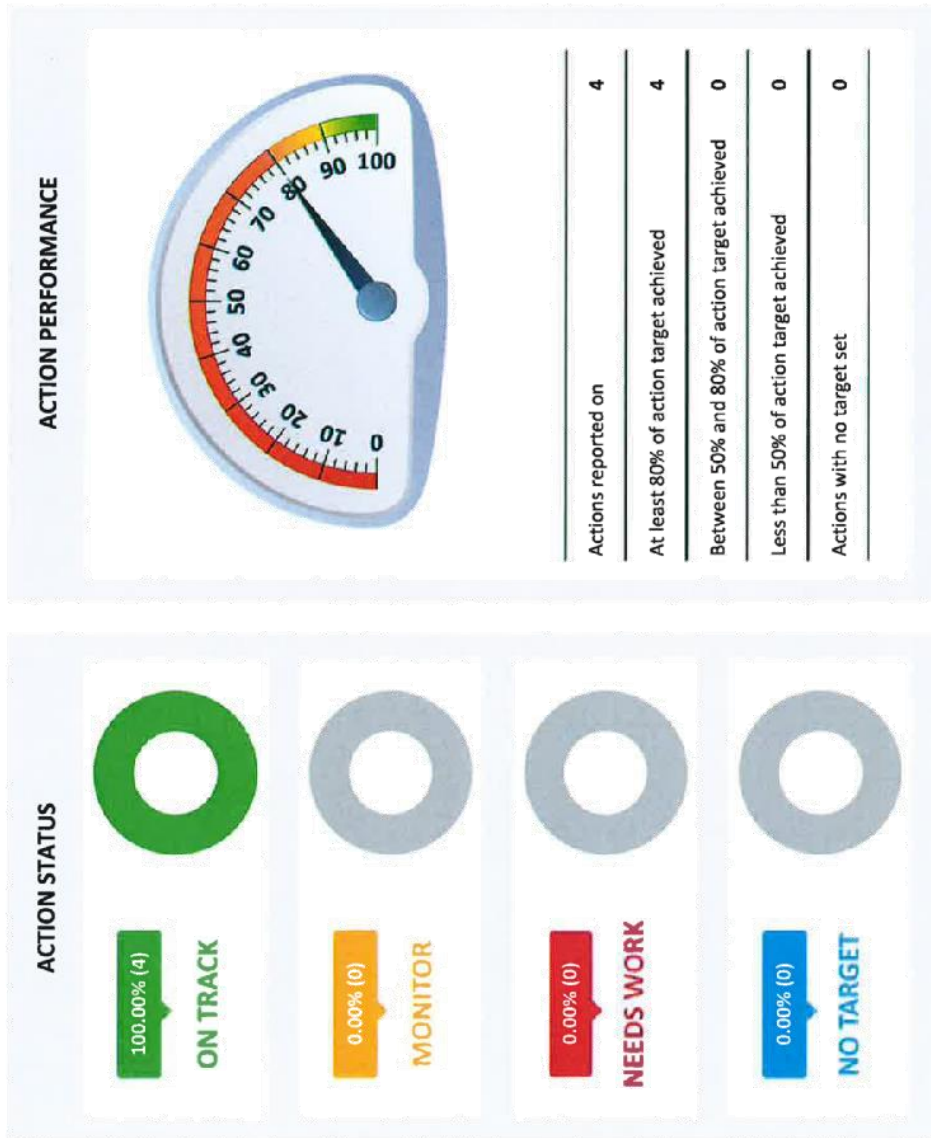 ACTION STATUS
100.00% (4)
ON TRACK
0.00% (0)
MONITOR
0.00% (0)
NEEDS WORK
0.00% (0)
NO TARGET
ACTION PERFORMANCE
0
10
20
30
40
50
60
70
80
90
100
Actions reported on 4
At least 80% of action target achieved 4
Between 50% and 80% of action target achieved 0
Less than 50% of action target achieved 0
Actions with no target set 0